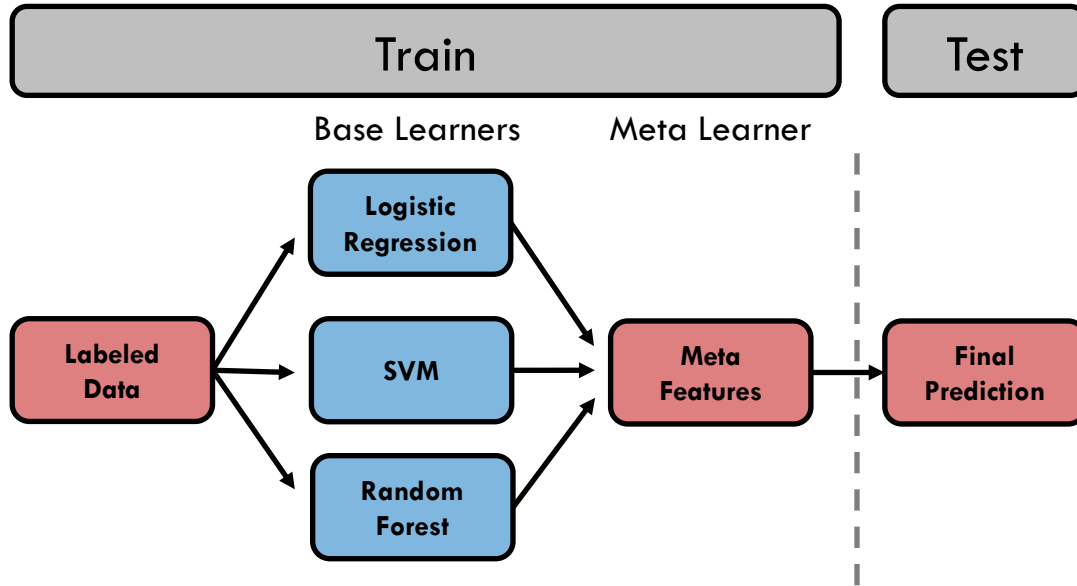 Train
Test
Base Learners
Meta Learner
Logistic
Regression
Labeled
Data
SVM
Meta
Features
Final
Prediction
Random
Forest